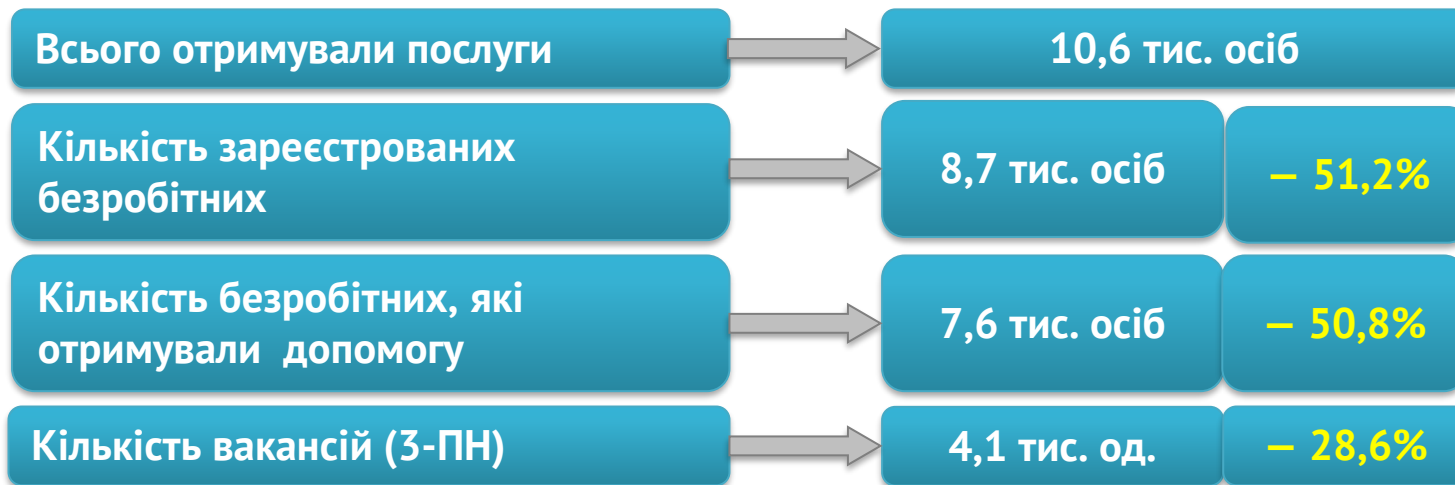 Всього отримували послуги
10,6 тис. осіб
Кількість зареєстрованих
безробітних
8,7 тис. осіб
– 51,2%
Кількість безробітних, які
отримували допомогу
7,6 тис. осіб
– 50,8%
Кількість вакансій (3-ПН)
4,1 тис. од.
– 28,6%